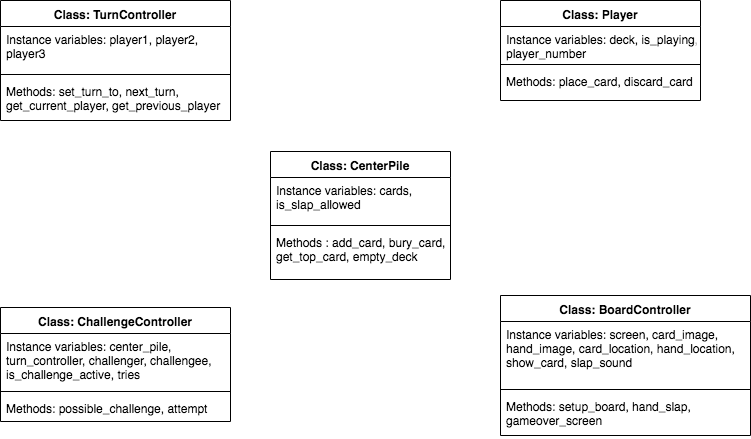 Class: TurnController
Instance variables: player1, player2,
player3
Methods: set_turn_to, next_turn,
get_current_player, get_previous_player
Class: Player
Instance variables: deck, is_playing,
player_number
Methods: place_card, discard_card
Class: CenterPile
Instance variables: cards,
is_slap_allowed
Methods : add_card, bury_card,
get_top_card, empty_deck
Class: ChallengeController
Instance variables: center_pile,
turn_controller, challenger, challengee,
is_challenge_active, tries
Methods: possible_challenge, attempt
Class: BoardController
Instance variables: screen, card_image,
hand_image, card_location, hand_location,
show_card, slap_sound
Methods: setup_board, hand_slap,
gameover_screen